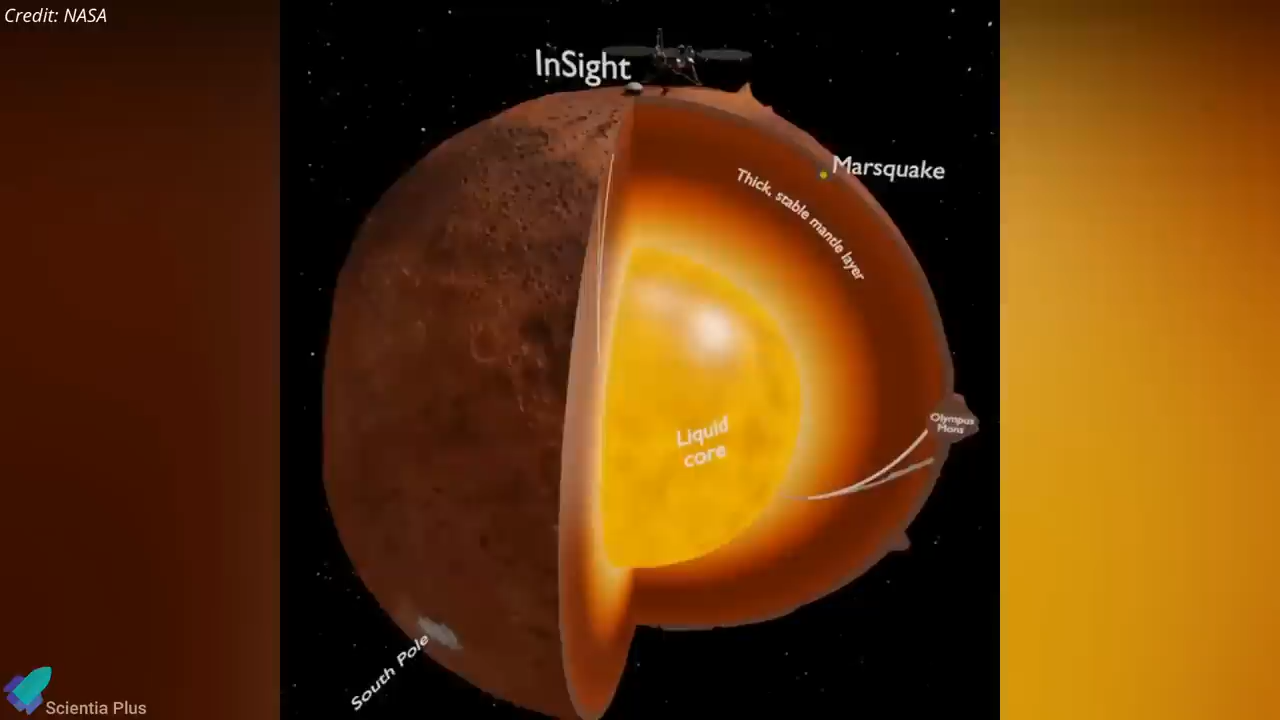 Credit: NASA
InSight
Marsquake
Thick, stable mantle layer
Olympus
Mons
Liquid
core
South Pole
Scientia Plus